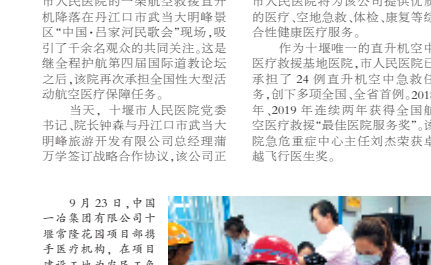 市人民医院的一架航空救援直升
机降落在丹江口市武当大明峰景
区“中国·吕家河民歌会”现场,吸
引了千余名观众的共同关注。这是
继全程护航第四届国际道教论坛
之后,该院再次承担全国性大型活
动航空医疗保障任务。
当天，十堰市人民医院党委
书记、院长钟森与丹江口市武当大
明峰旅游开发有限公司总经理蒲
万学签订战略合作协议,该公司正
市人民医院将为该公司提供优质
的医疗、空地急救、体检、康复等综
合性健康医疗服务。
作为十堰唯一的直升机空中
医疗救援基地医院,市人民医院已
承担了 24 例直升机空中急救任
务,创下多项全国、全省首例。2018
年、2019 年连续两年获得全国航
空医疗救援“最佳医院服务奖”。该
院急危重症中心主任刘杰荣获卓
越飞行医生奖。
9 月 23 日,中国
一冶集团有限公司十
堰常隆花园项目部携
手医疗机构，在项目
建设工地为农民工免